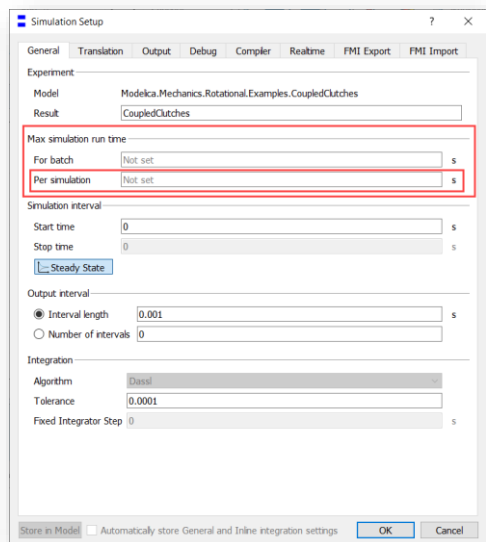 Simulation Setup ? ×
General Translation Output Debug Compiler Realtime FMI Export FMI Import
Experiment
Model Modelica.Mechanics.Rotational.Examples.CoupledClutches
Result CoupledClutches
Max simulation run time
For batch Not set s
Per simulation Not set s
Simulation interval
Start time 0 s
Stop time 0 s
Steady State
Output interval
Interval length 0.001 s
Number of intervals 0
Integration
Algorithm Dassl
Tolerance 0.0001
Fixed Integrator Step 0 s
Store in Model Automatically store General and Inline integration settings OK Cancel